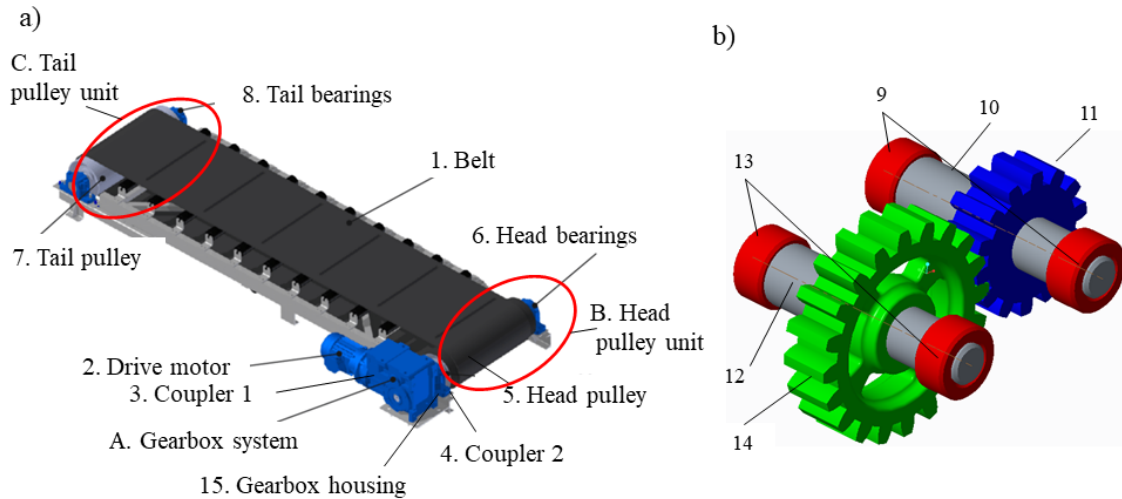 a)
C. Tail
pulley unit
8. Tail bearings
1. Belt
6. Head bearings
7. Tail pulley
B. Head
pulley unit
2. Drive motor
3. Coupler 1
5. Head pulley
A. Gearbox system
4. Coupler 2
15. Gearbox housing
b)
9
10
11
13
12
14